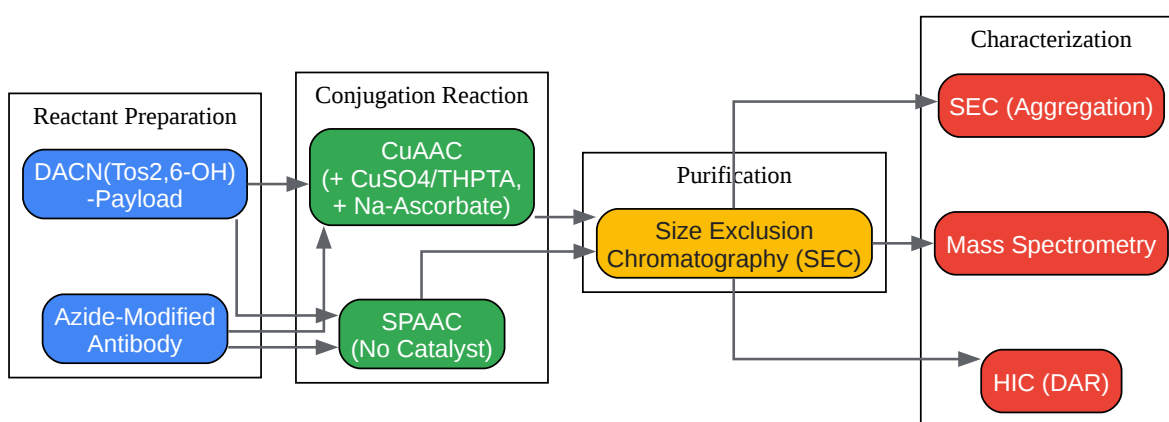 Reactant Preparation
DACN(Tos2,6-OH)
-Payload
Azide-Modified
Antibody
Conjugation Reaction
CuAAC
(+ CuSO4/THPTA,
+ Na-Ascorbate)
SPAAC
(No Catalyst)
Purification
Size Exclusion
Chromatography (SEC)
Characterization
SEC (Aggregation)
Mass Spectrometry
HIC (DAR)